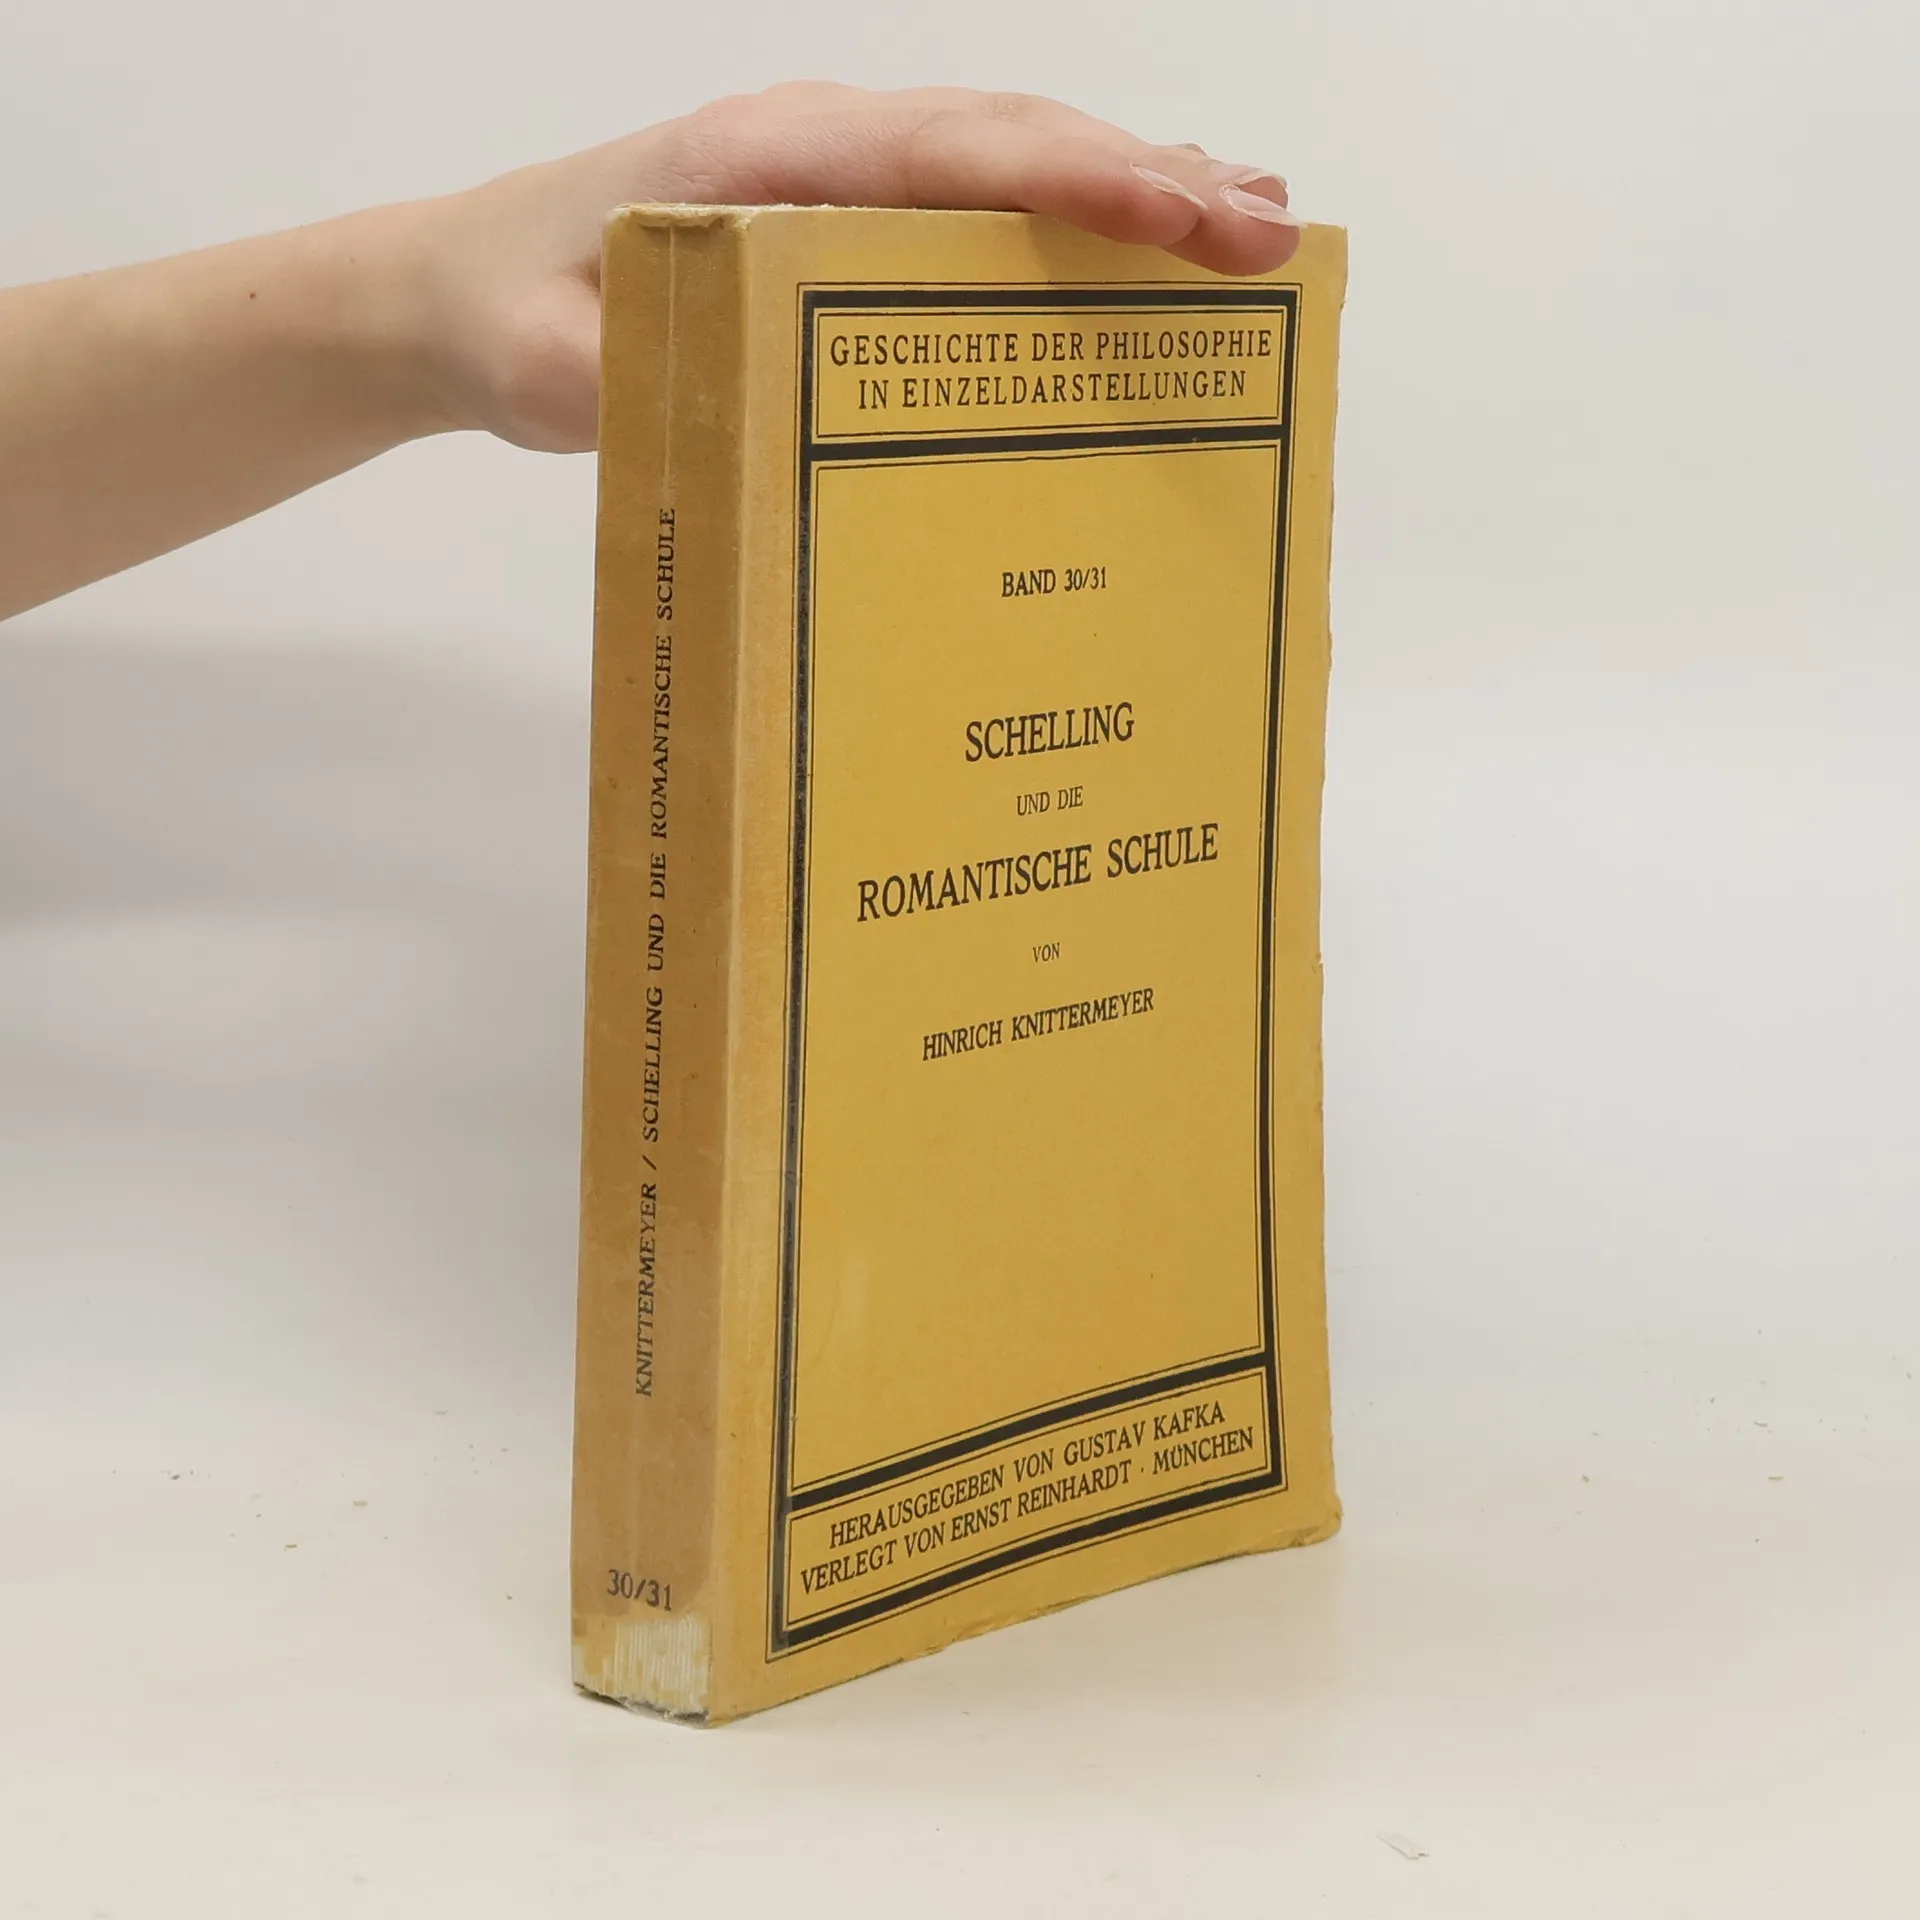 GESCHICHTE DER PHILOSOPHIE
IN EINZELDARSTELLUNGEN
BAND 30/31
SCHELLING
UND DIE
ROMANTISCHE SCHULE
VON
HINRICH KNITTERMEYER
HERAUSGEGEBEN VON GUSTAV KAFKA
VERLEGT VON ERNST REINHARDT · MÜNCHEN
KNITTERMEYER / SCHELLING UND DIE ROMANTISCHE SCHULE
30/31